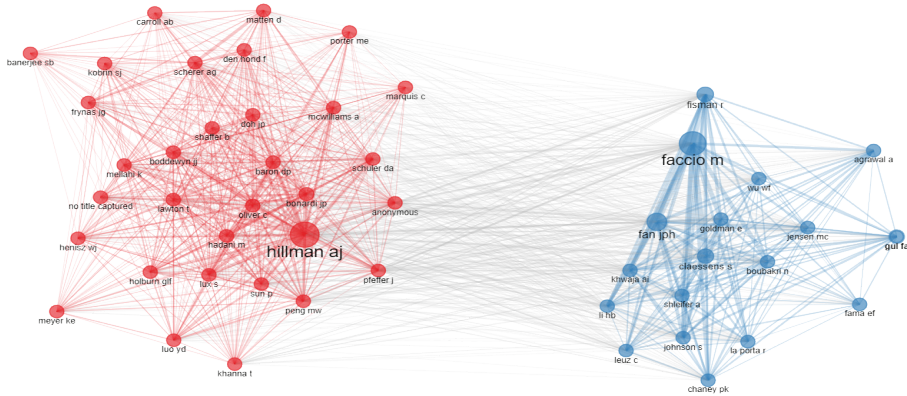 matten d
carroll ab
porter me
banerjee sb
den hond f
kobrin sj
scherer ag
marquis c
fisman r
frynas jg
mcwilliams a
doh jp
shaffer b
faccio m
agrawal a
boddewyn jj
schuler da
mellahi k
baron dp
wu wf
no title captured
lawton t
oliver c
bonardi jp
anonymous
goldman e
fan jph
jensen mc
hadani m
henisz wj
hillman aj
gul fa
claessens s
boubakri n
holburn glf
lux s
sun p
pfeffer j
khwaja ai
peng mw
shleifer a
li hb
fama ef
meyer ke
luo yd
johnson s
la porta r
leuz c
khanna t
chaney pk